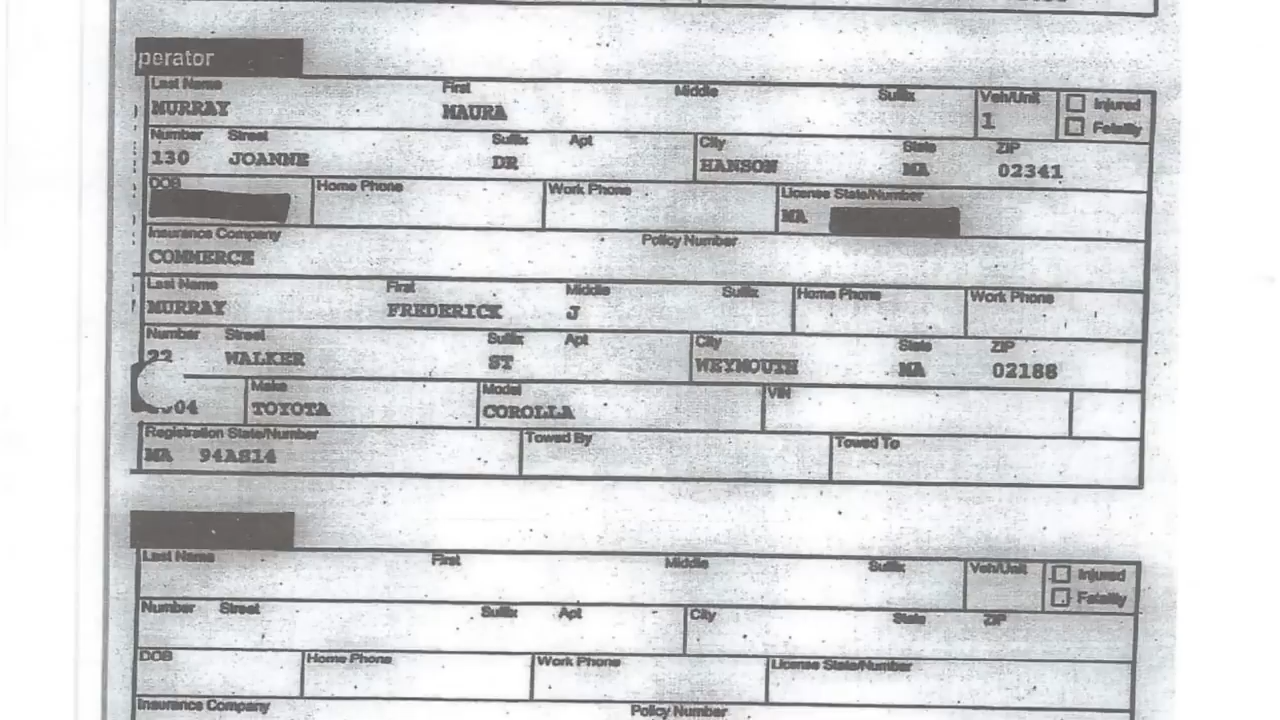 perator
Last Name First Middle Suffix Veh/Unit Injured
MURRAY MAURA 1 Fatality
Number Street Suffix Apt City State ZIP
130 JOANNE DR HANSON MA 02341
DOB Home Phone Work Phone License State/Number
MA
Insurance Company Policy Number
COMMERCE
Last Name First Middle Suffix Home Phone Work Phone
MURRAY FREDERICK J
Number Street Suffix Apt City State ZIP
22 WALKER ST WEYMOUTH MA 02188
Make Model VIN
04 TOYOTA COROLLA
Registration State/Number Towed By Towed To
MA 94AS14
Last Name First Middle Suffix Veh/Unit Injured
Fatality
Number Street Suffix Apt City State ZIP
DOB Home Phone Work Phone License State/Number
Insurance Company Policy Number